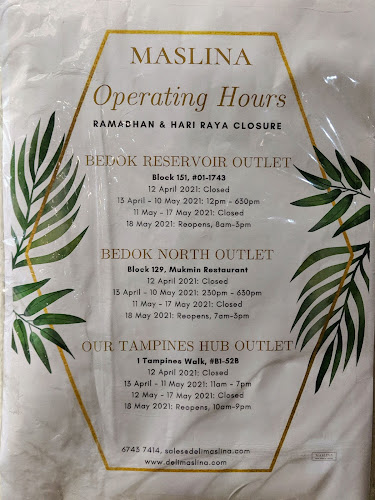 MASLINA
Operating Hours
RAMADHAN & HARI RAYA CLOSURE
BEDOK RESERVOIR OUTLET
Block 151, #01-1743
12 April 2021: Closed
13 April - 10 May 2021: 12pm - 630pm
11 May - 17 May 2021: Closed
18 May 2021: Reopens, 8am-3pm
BEDOK NORTH OUTLET
Block 129, Mukmin Restaurant
12 April 2021: Closed
13 April - 10 May 2021: 230pm - 630pm
11 May - 17 May 2021: Closed
18 May 2021: Reopens, 7am-3pm
OUR TAMPINES HUB OUTLET
1 Tampines Walk, #B1-52B
12 April 2021: Closed
13 April - 11 May 2021: 11am - 7pm
12 May - 17 May 2021: Closed
18 May 2021: Reopens, 10am-9pm
6743 7414, sales@delimaslina.com
www.delimaslina.com
MASLINA